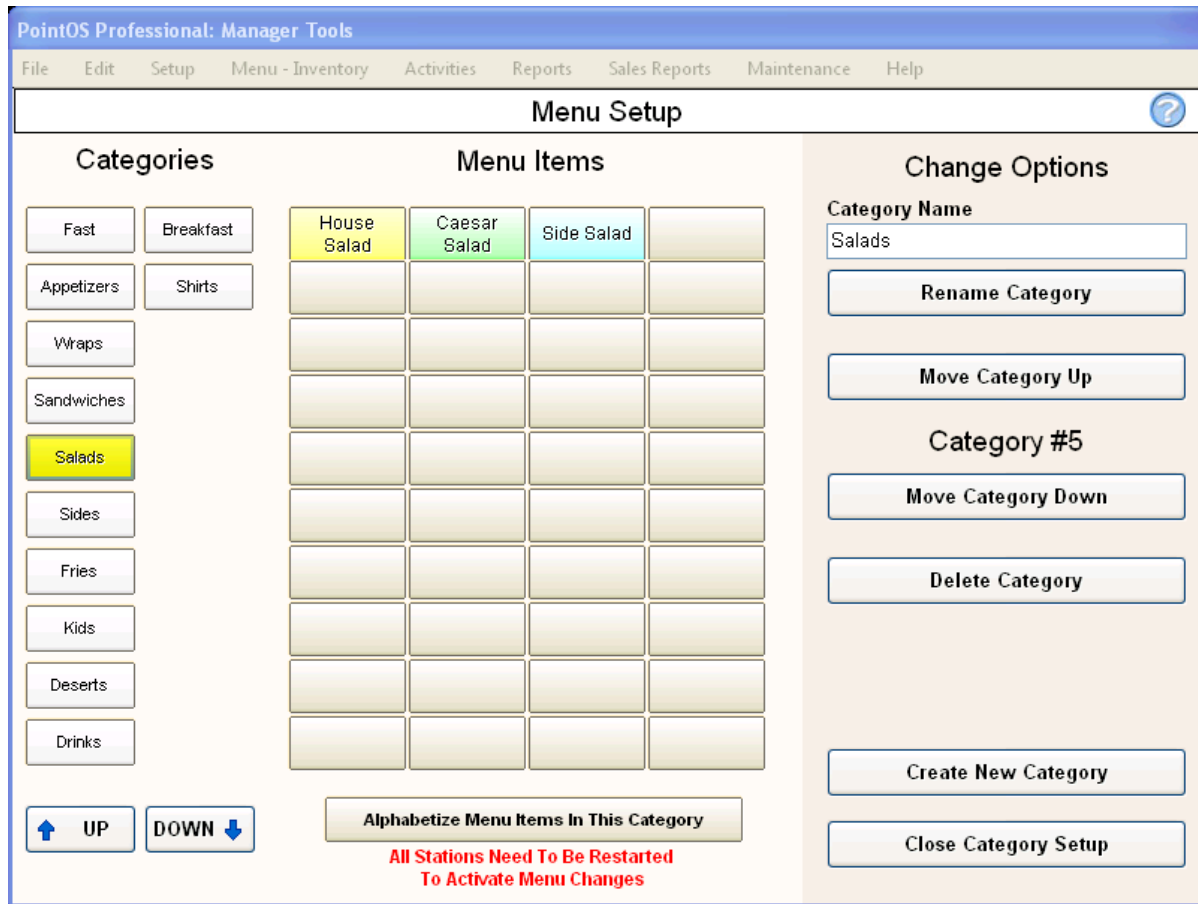 PointOS Professional: Manager Tools
File Edit Setup Menu - Inventory Activities Reports Sales Reports Maintenance Help
Menu Setup
?
Categories
Fast
Breakfast
Appetizers
Shirts
Wraps
Sandwiches
Salads
Sides
Fries
Kids
Deserts
Drinks
UP
DOWN
Menu Items
House
Salad
Caesar
Salad
Side Salad
Alphabetize Menu Items In This Category
All Stations Need To Be Restarted
To Activate Menu Changes
Change Options
Category Name
Salads
Rename Category
Move Category Up
Category #5
Move Category Down
Delete Category
Create New Category
Close Category Setup